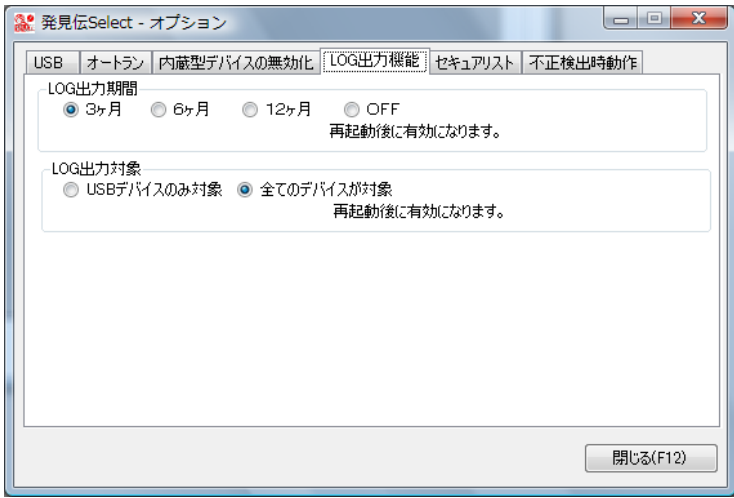 発見伝Select - オプション
USB オートラン 内蔵型デバイスの無効化 LOG出力機能 セキュアリスト 不正検出時動作
LOG出力期間
3ヶ月 6ヶ月 12ヶ月 OFF
再起動後に有効になります。
LOG出力対象
USBデバイスのみ対象 全てのデバイスが対象
再起動後に有効になります。
閉じる(F12)